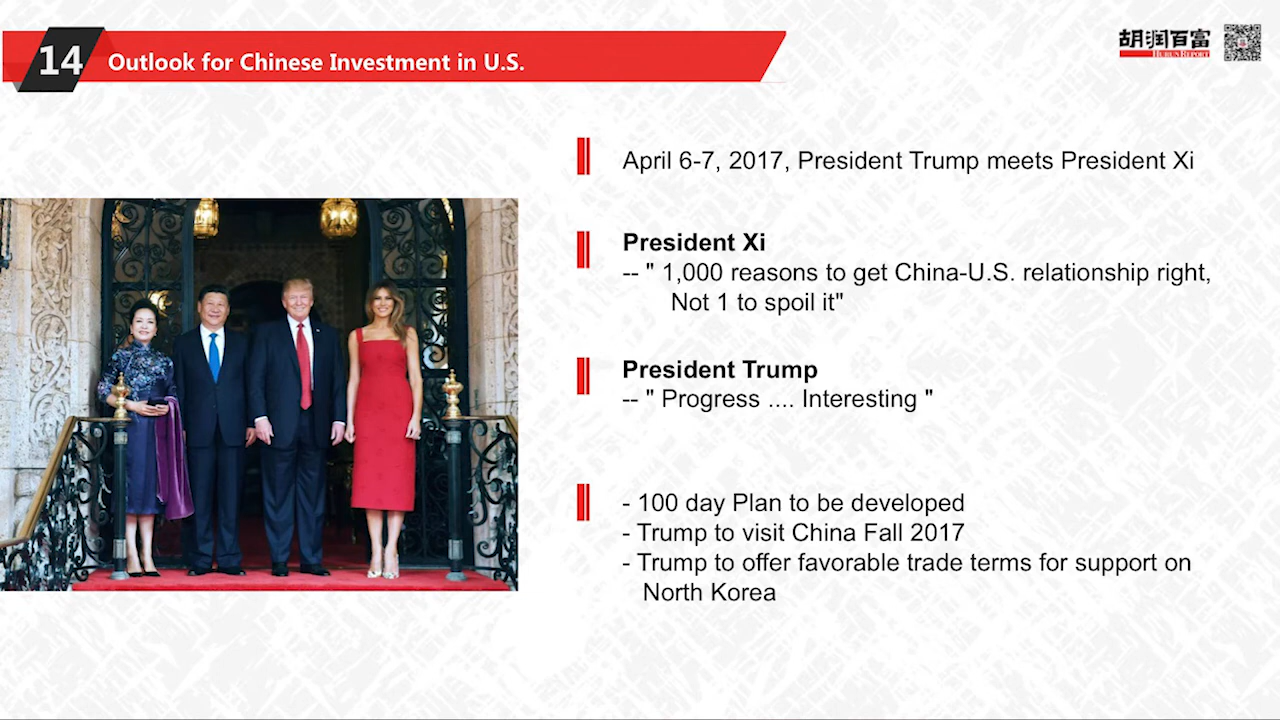 14
Outlook for Chinese Investment in U.S.
胡润百富
HURUN REPORT
April 6-7, 2017, President Trump meets President Xi
President Xi
-- " 1,000 reasons to get China-U.S. relationship right,
Not 1 to spoil it"
President Trump
-- " Progress .... Interesting "
- 100 day Plan to be developed
- Trump to visit China Fall 2017
- Trump to offer favorable trade terms for support on
North Korea